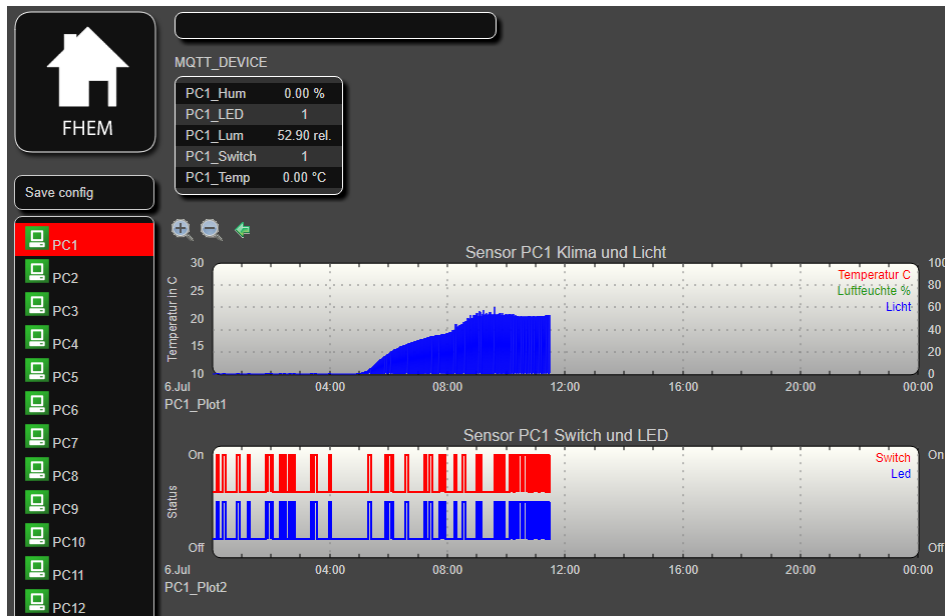 FHEM
Save config
PC1
PC2
PC3
PC4
PC5
PC6
PC7
PC8
PC9
PC10
PC11
PC12
MQTT_DEVICE
PC1_Hum 0.00 %
PC1_LED 1
PC1_Lum 52.90 rel.
PC1_Switch 1
PC1_Temp 0.00 °C
Sensor PC1 Klima und Licht
Temperatur in C
30
25
20
15
10
Temperatur C
Luftfeuchte %
Licht
100
80
60
40
20
0
6.Jul 04:00 08:00 12:00 16:00 20:00 00:00
PC1_Plot1
Sensor PC1 Switch und LED
Status
On
Off
Switch
Led
On
Off
6.Jul 04:00 08:00 12:00 16:00 20:00 00:00
PC1_Plot2